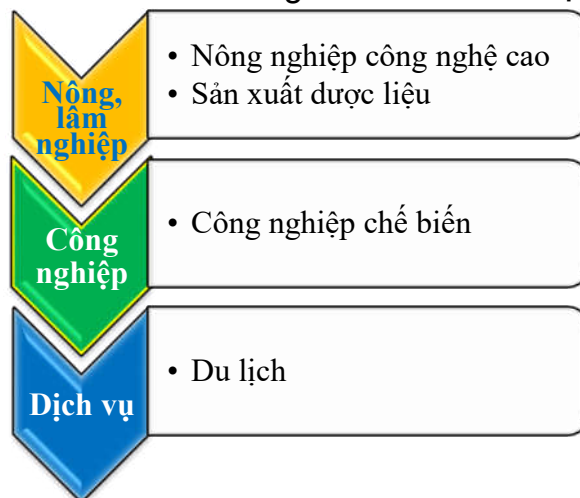 Nông,
lâm
nghiệp
• Nông nghiệp công nghệ cao
• Sản xuất dược liệu
Công
nghiệp
• Công nghiệp chế biến
Dịch vụ
• Du lịch